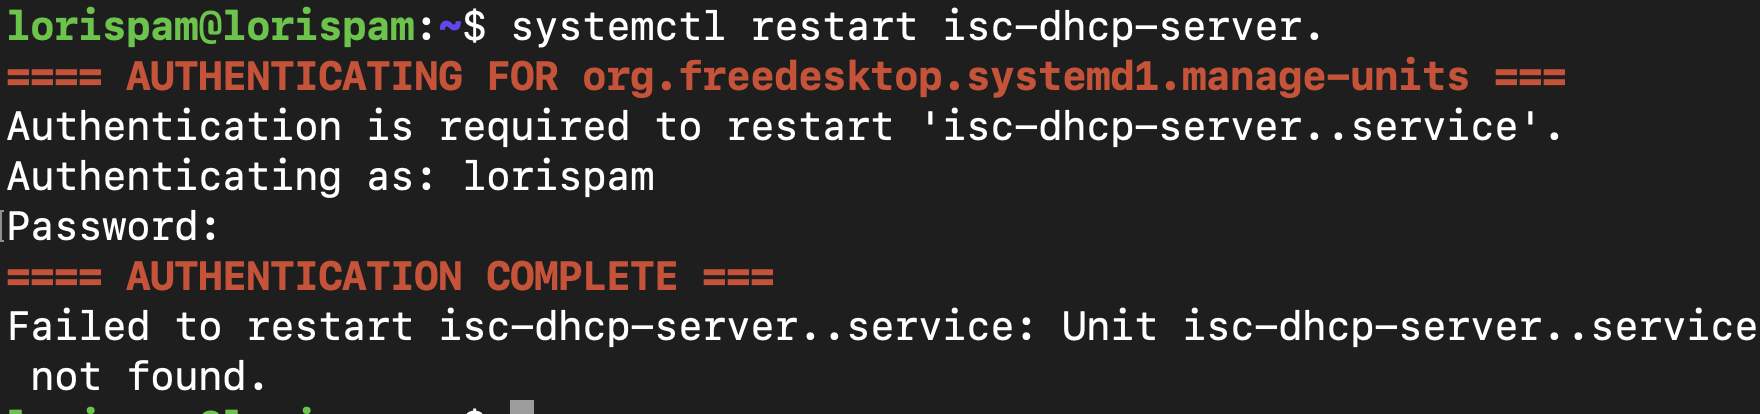 lorispam@lorispam:~$ systemctl restart isc-dhcp-server.
==== AUTHENTICATING FOR org.freedesktop.systemd1.manage-units ===
Authentication is required to restart 'isc-dhcp-server..service'.
Authenticating as: lorispam
Password:
==== AUTHENTICATION COMPLETE ===
Failed to restart isc-dhcp-server..service: Unit isc-dhcp-server..service
 not found.